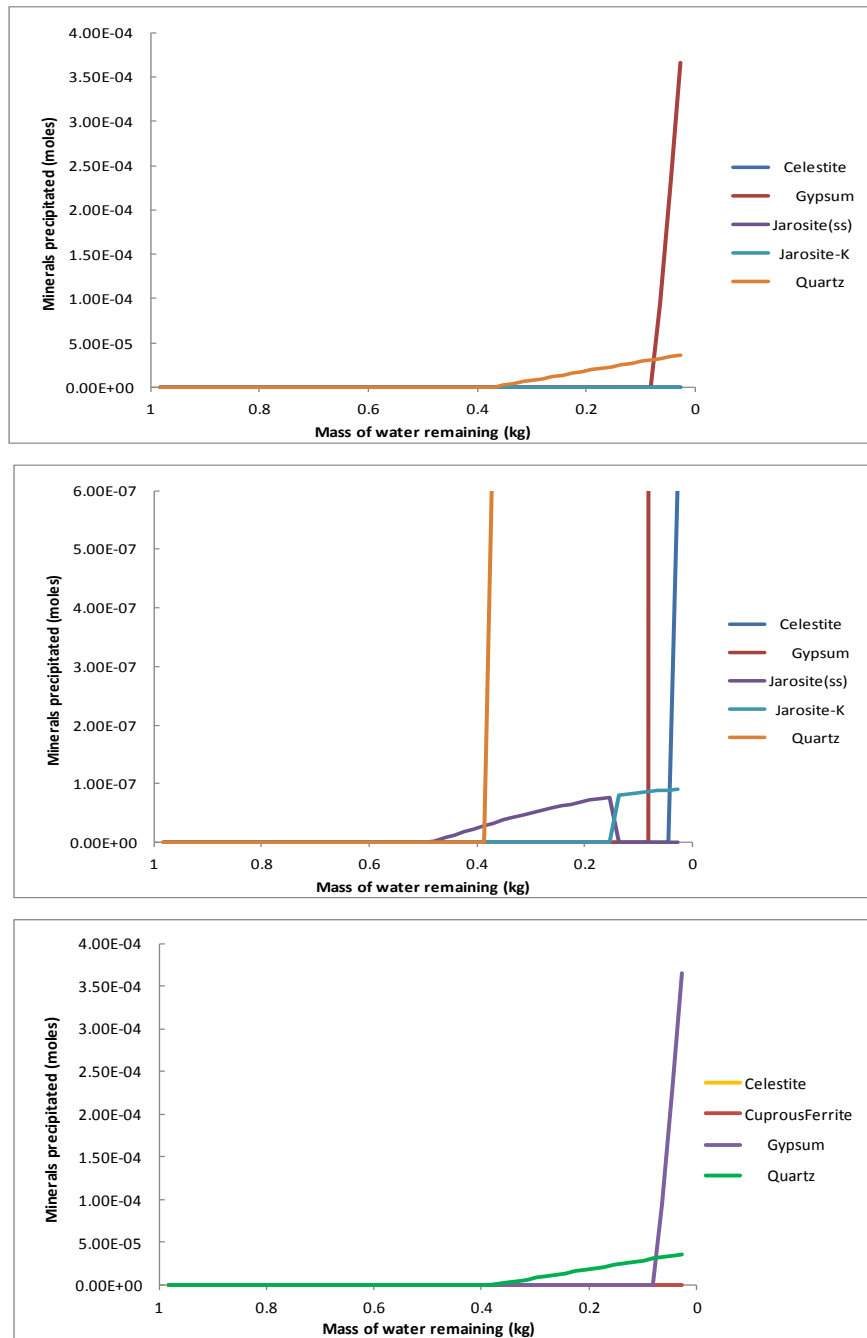 4.00E-04
3.50E-04
3.00E-04
2.50E-04
2.00E-04
1.50E-04
1.00E-04
5.00E-05
0.00E+00
Minerals precipitated (moles)
1 0.8 0.6 0.4 0.2 0
Mass of water remaining (kg)
Celestite
Gypsum
Jarosite(ss)
Jarosite-K
Quartz
6.00E-07
5.00E-07
4.00E-07
3.00E-07
2.00E-07
1.00E-07
0.00E+00
Minerals precipitated (moles)
1 0.8 0.6 0.4 0.2 0
Mass of water remaining (kg)
Celestite
Gypsum
Jarosite(ss)
Jarosite-K
Quartz
4.00E-04
3.50E-04
3.00E-04
2.50E-04
2.00E-04
1.50E-04
1.00E-04
5.00E-05
0.00E+00
Minerals precipitated (moles)
1 0.8 0.6 0.4 0.2 0
Mass of water remaining (kg)
Celestite
CuprousFerrite
Gypsum
Quartz